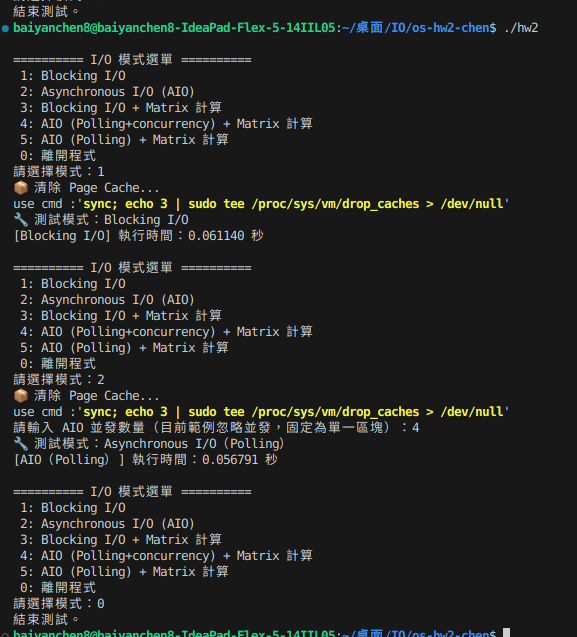 結束測試。
baiyanchen8@baiyanchen8-IdeaPad-Flex-5-14IIL05:~/桌面/IO/os-hw2-chen$ ./hw2
========== I/O 模式選單 ==========
1: Blocking I/O
2: Asynchronous I/O (AIO)
3: Blocking I/O + Matrix 計算
4: AIO (Polling+concurrency) + Matrix 計算
5: AIO (Polling) + Matrix 計算
0: 離開程式
請選擇模式：1
📦 清除 Page Cache...
use cmd :'sync; echo 3 | sudo tee /proc/sys/vm/drop_caches > /dev/null'
🔧 測試模式：Blocking I/O
[Blocking I/O] 執行時間：0.061140 秒
========== I/O 模式選單 ==========
1: Blocking I/O
2: Asynchronous I/O (AIO)
3: Blocking I/O + Matrix 計算
4: AIO (Polling+concurrency) + Matrix 計算
5: AIO (Polling) + Matrix 計算
0: 離開程式
請選擇模式：2
📦 清除 Page Cache...
use cmd :'sync; echo 3 | sudo tee /proc/sys/vm/drop_caches > /dev/null'
請輸入 AIO 並發數量（目前範例忽略並發，固定為單一區塊）：4
🔧 測試模式：Asynchronous I/O（Polling）
[AIO（Polling）] 執行時間：0.056791 秒
========== I/O 模式選單 ==========
1: Blocking I/O
2: Asynchronous I/O (AIO)
3: Blocking I/O + Matrix 計算
4: AIO (Polling+concurrency) + Matrix 計算
5: AIO (Polling) + Matrix 計算
0: 離開程式
請選擇模式：0
結束測試。
baiyanchen8@baiyanchen8-IdeaPad-Flex-5-14IIL05:~/桌面/IO/os-hw2-chen$